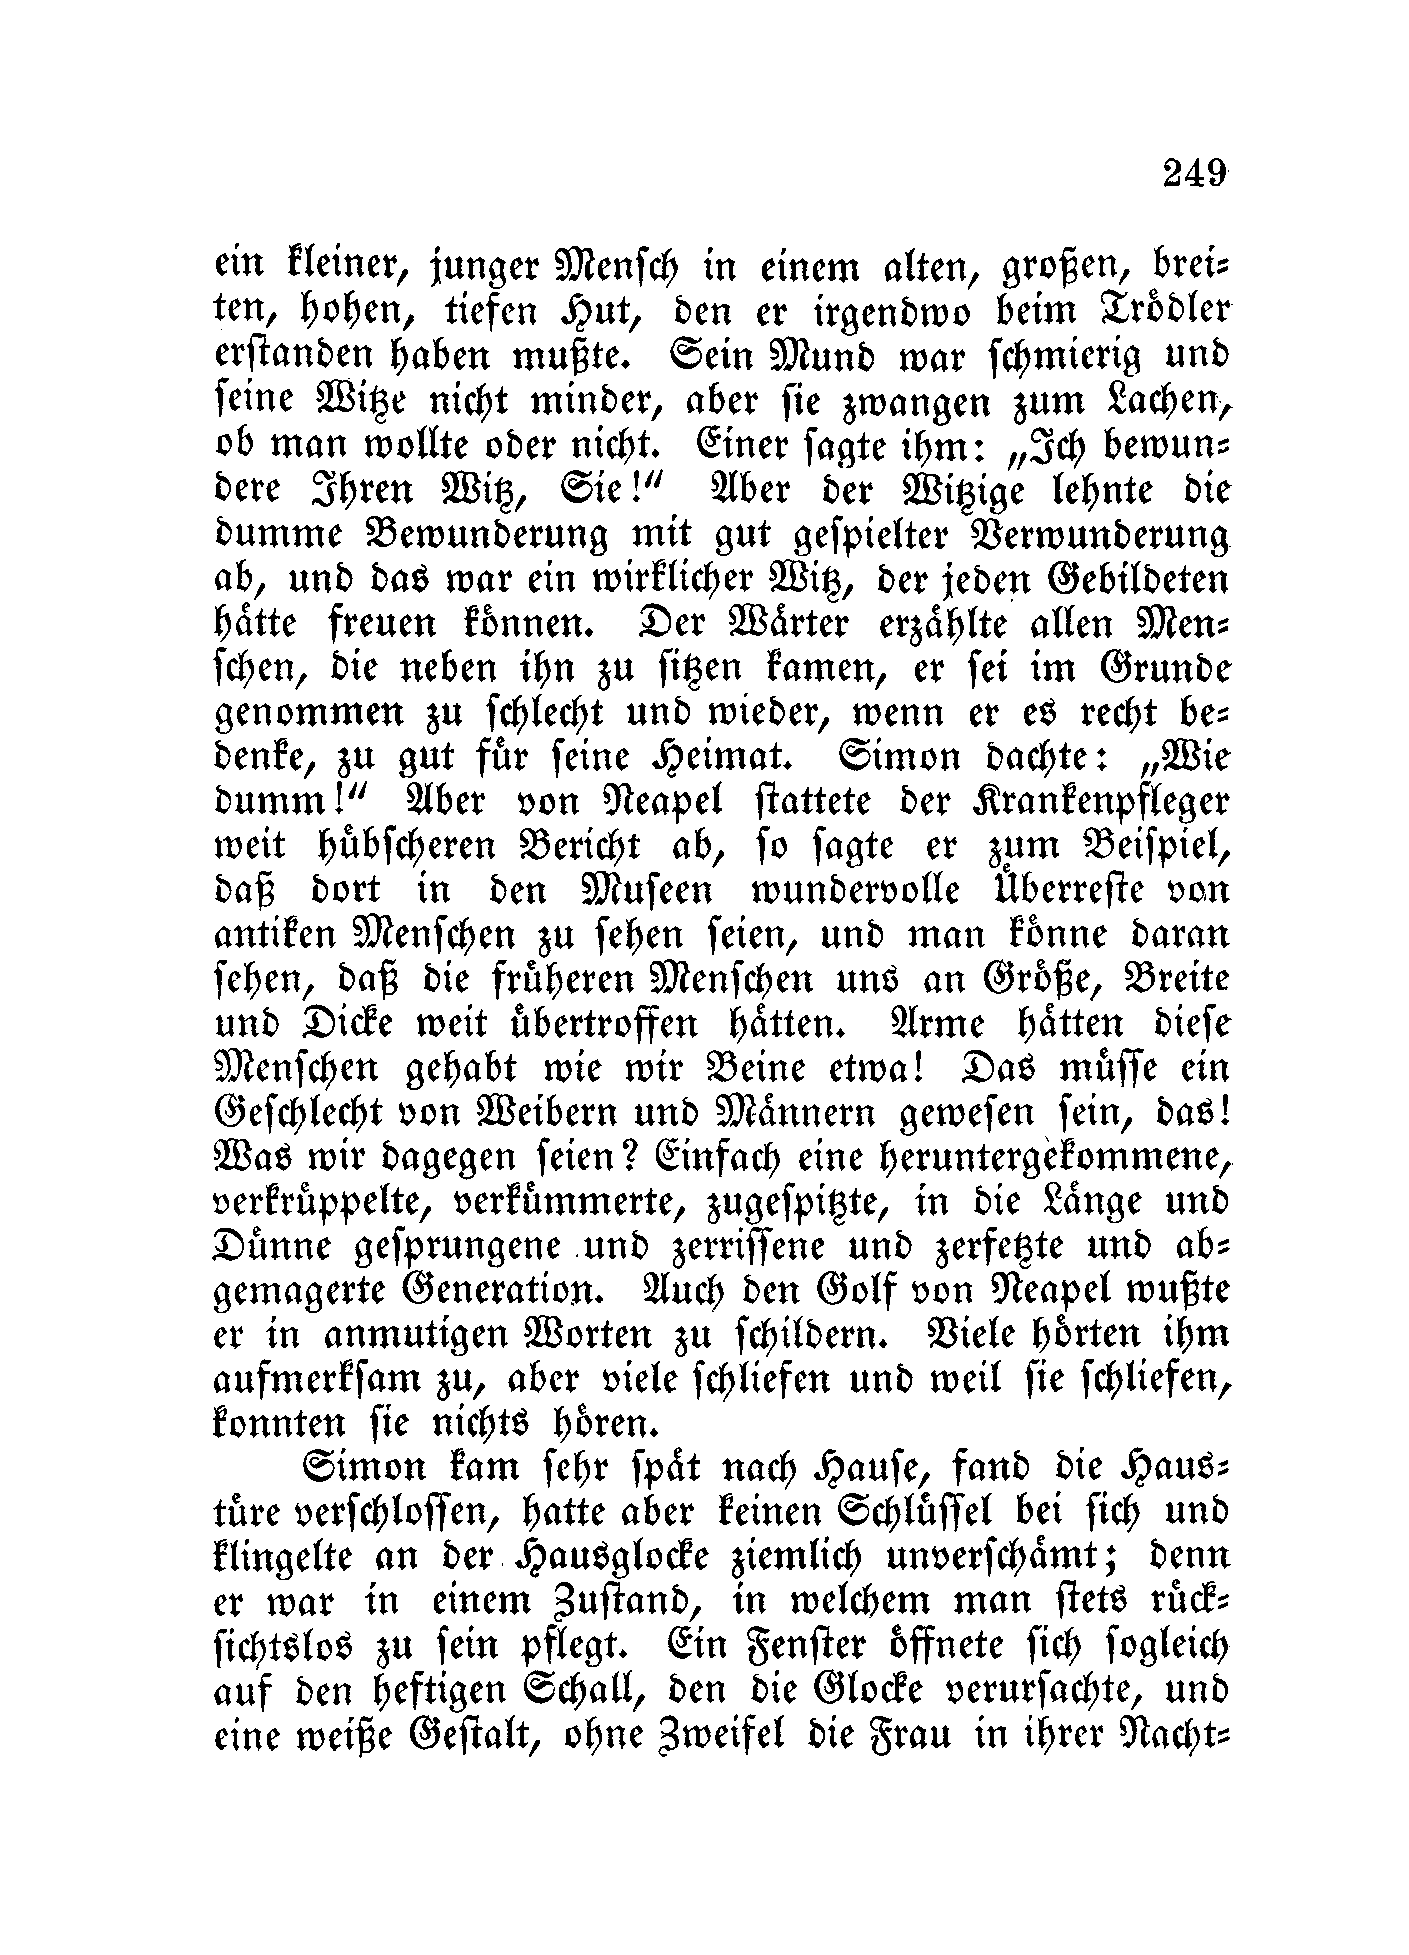 249
ein kleiner, junger Mensch in einem alten, großen, brei-
ten, hohen, tiefen Hut, den er irgendwo beim Trödler
erstanden haben mußte. Sein Mund war schmierig und
seine Witze nicht minder, aber sie zwangen zum Lachen,
ob man wollte oder nicht. Einer sagte ihm: „Ich bewun-
dere Ihren Witz, Sie!“ Aber der Witzige lehnte die
dumme Bewunderung mit gut gespielter Verwunderung
ab, und das war ein wirklicher Witz, der jeden Gebildeten
hätte freuen können. Der Wärter erzählte allen Men-
schen, die neben ihn zu sitzen kamen, er sei im Grunde
genommen zu schlecht und wieder, wenn er es recht be-
denke, zu gut für seine Heimat. Simon dachte: „Wie
dumm!“ Aber von Neapel stattete der Krankenpfleger
weit hübscheren Bericht ab, so sagte er zum Beispiel,
daß dort in den Museen wundervolle Überreste von
antiken Menschen zu sehen seien, und man könne daran
sehen, daß die früheren Menschen uns an Größe, Breite
und Dicke weit übertroffen hätten. Arme hätten diese
Menschen gehabt wie wir Beine etwa! Das müsse ein
Geschlecht von Weibern und Männern gewesen sein, das!
Was wir dagegen seien? Einfach eine heruntergekommene,
verkrüppelte, verkümmerte, zugespitzte, in die Länge und
Dünne gesprungene und zerrissene und zerfetzte und ab-
gemagerte Generation. Auch den Golf von Neapel wußte
er in anmutigen Worten zu schildern. Viele hörten ihm
aufmerksam zu, aber viele schliefen und weil sie schliefen,
konnten sie nichts hören.
Simon kam sehr spät nach Hause, fand die Haus-
türe verschlossen, hatte aber keinen Schlüssel bei sich und
klingelte an der Hausglocke ziemlich unverschämt; denn
er war in einem Zustand, in welchem man stets rück-
sichtslos zu sein pflegt. Ein Fenster öffnete sich sogleich
auf den heftigen Schall, den die Glocke verursachte, und
eine weiße Gestalt, ohne Zweifel die Frau in ihrer Nacht-